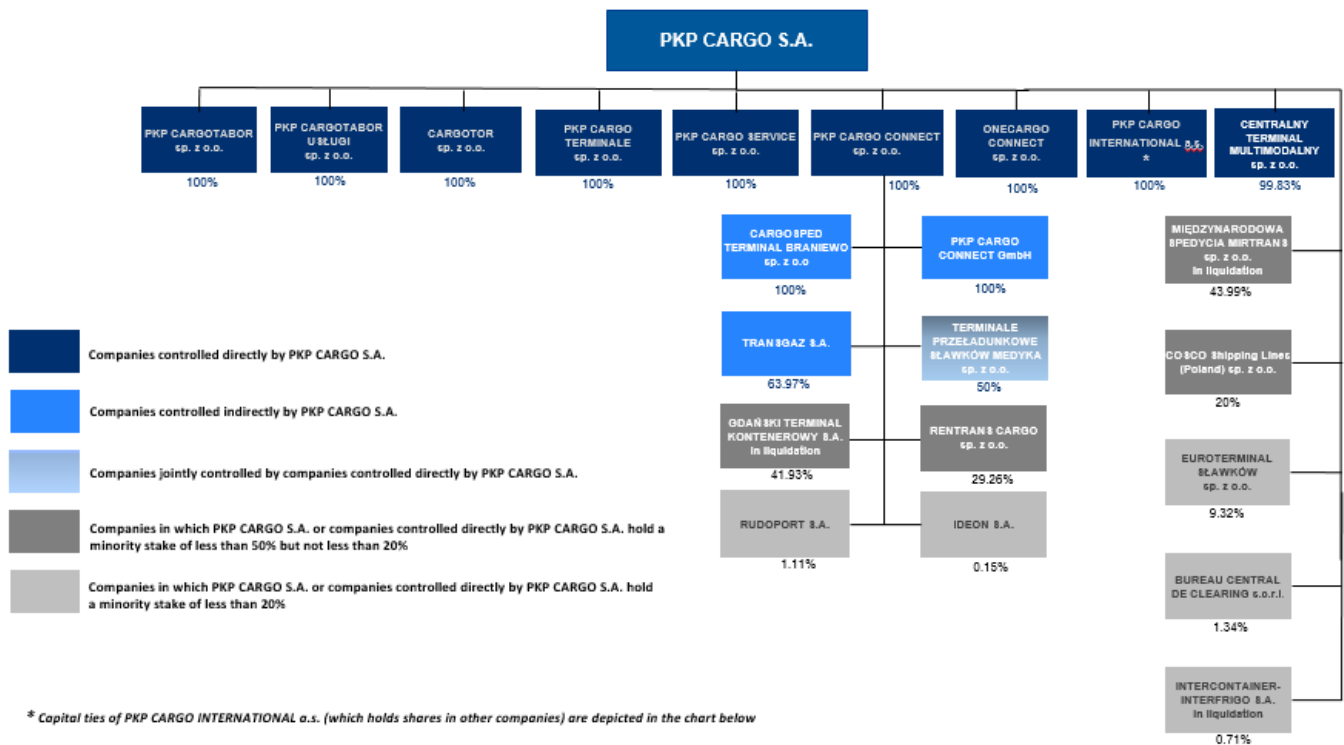 PKP CARGO S.A.
PKP CARGOTABOR
sp. z o.o.
100%
PKP CARGOTABOR
USŁUGI
sp. z o.o.
100%
CARGOTOR
sp. z o.o.
100%
PKP CARGO
TERMINALE
sp. z o.o.
100%
PKP CARGO SERVICE
sp. z o.o.
100%
PKP CARGO CONNECT
sp. z o.o.
100%
ONECARGO
CONNECT
sp. z o.o.
100%
PKP CARGO
INTERNATIONAL a.s.
*
100%
CENTRALNY
TERMINAL
MULTIMODALNY
sp. z o.o.
99.83%
CARGOSPED
TERMINAL BRANIEWO
sp. z o.o
100%
PKP CARGO
CONNECT GmbH
100%
MIĘDZYNARODOWA
SPEDYCJA MIRTRANS
sp. z o.o.
in liquidation
43.99%
TRANSGAZ S.A.
63.97%
TERMINALE
PRZEŁADUNKOWE
SŁAWKÓW MEDYKA
sp. z o.o.
50%
COSCO Shipping Lines
(Poland) sp. z o.o.
20%
GDAŃSKI TERMINAL
KONTENEROWY S.A.
in liquidation
41.93%
RENTRANS CARGO
sp. z o.o.
29.26%
EUROTERMINAL
SŁAWKÓW
sp. z o.o.
9.32%
RUDOPORT S.A.
1.11%
IDEON S.A.
0.15%
BUREAU CENTRAL
DE CLEARING s.o.r.l.
1.34%
INTERCONTAINER-
INTERFRIGO S.A.
in liquidation
0.71%
Companies controlled directly by PKP CARGO S.A.
Companies controlled indirectly by PKP CARGO S.A.
Companies jointly controlled by companies controlled directly by PKP CARGO S.A.
Companies in which PKP CARGO S.A. or companies controlled directly by PKP CARGO S.A. hold a
minority stake of less than 50% but not less than 20%
Companies in which PKP CARGO S.A. or companies controlled directly by PKP CARGO S.A. hold
a minority stake of less than 20%
* Capital ties of PKP CARGO INTERNATIONAL a.s. (which holds shares in other companies) are depicted in the chart below